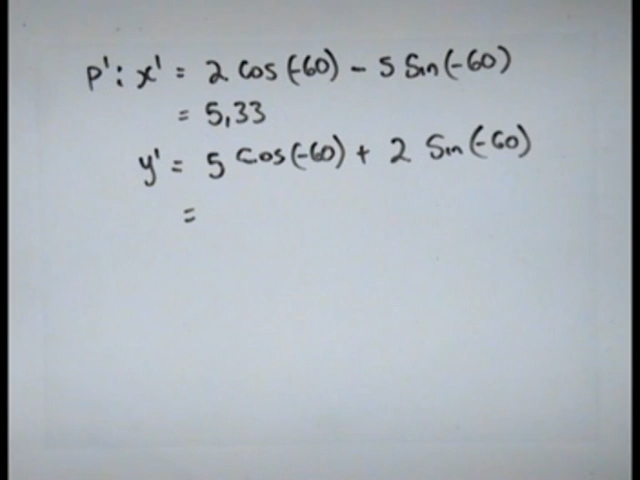 P': x' = 2 cos(-60) - 5 Sin(-60)
= 5,33
y' = 5 cos(-60) + 2 Sin(-60)
=